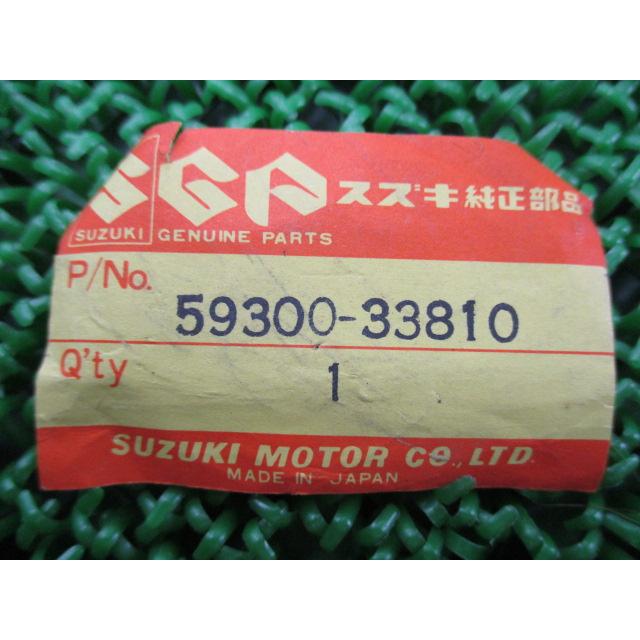 SGP スズキ純正部品
SUZUKI GENUINE PARTS
P/No. 59300-33810
Q'ty 1
SUZUKI MOTOR CO., LTD.
MADE IN JAPAN